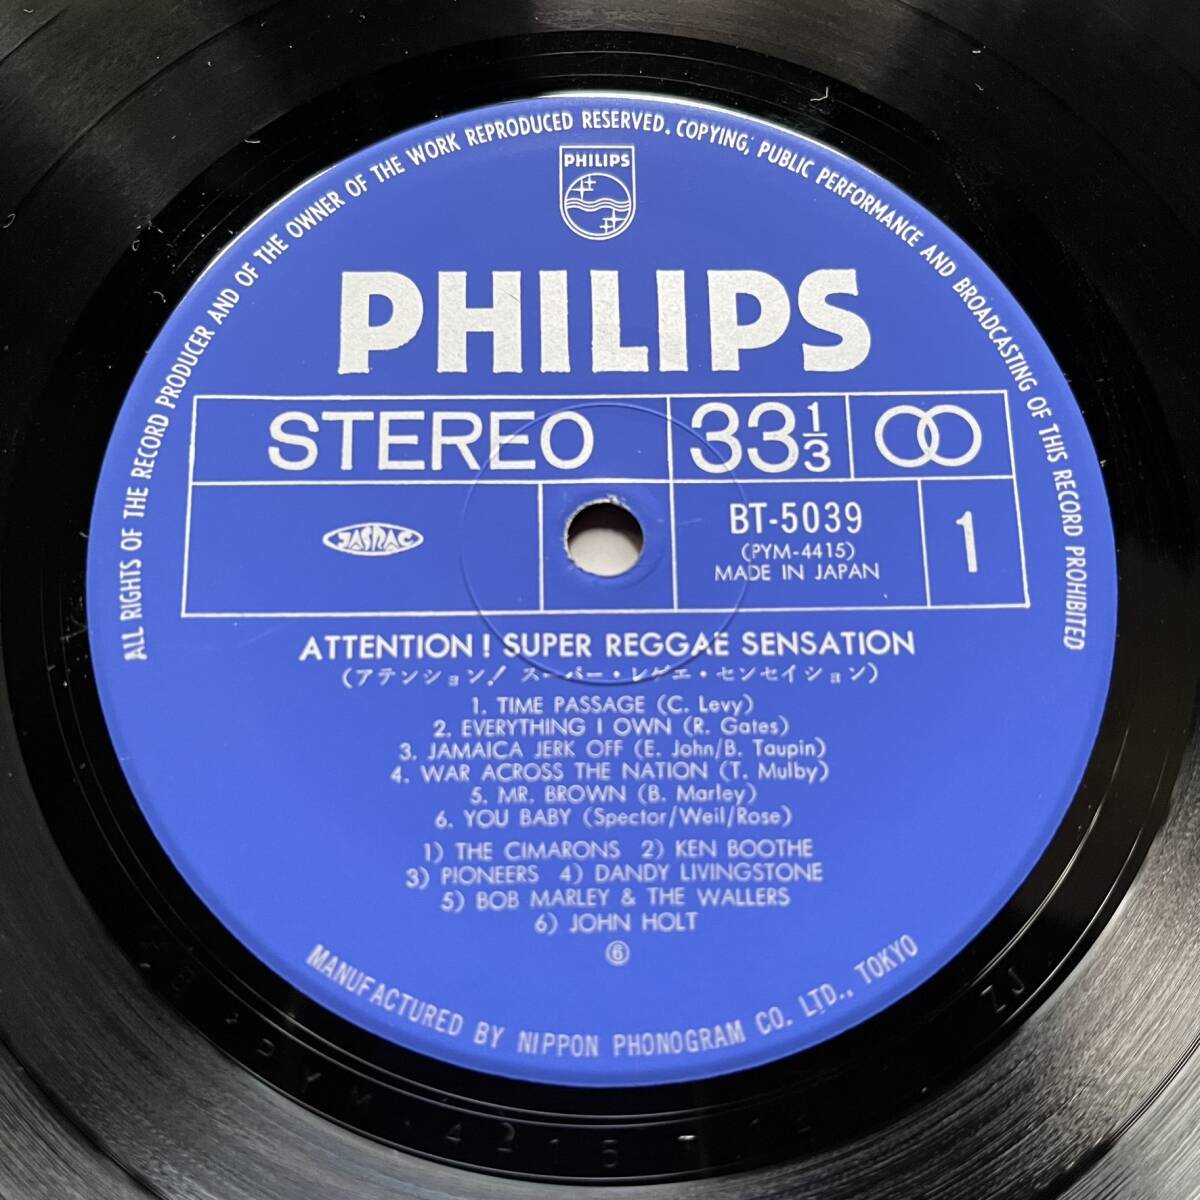 ALL RIGHTS OF THE RECORD PRODUCER AND OF THE OWNER OF THE WORK REPRODUCED RESERVED. COPYING, PUBLIC PERFORMANCE AND BROADCASTING OF THIS RECORD PROHIBITED
PHILIPS
PHILIPS
STEREO 33 1/3
JASRAC
BT-5039
(PYM-4415)
MADE IN JAPAN
1
ATTENTION! SUPER REGGAE SENSATION
(アテンション! スーパー・レゲエ・センセイション)
1. TIME PASSAGE (C. Levy)
2. EVERYTHING I OWN (R. Gates)
3. JAMAICA JERK OFF (E. John/B. Taupin)
4. WAR ACROSS THE NATION (T. Mulby)
5. MR. BROWN (B. Marley)
6. YOU BABY (Spector/Weil/Rose)
1) THE CIMARONS 2) KEN BOOTHE
3) PIONEERS 4) DANDY LIVINGSTONE
5) BOB MARLEY & THE WALLERS
6) JOHN HOLT
⑥
MANUFACTURED BY NIPPON PHONOGRAM CO. LTD., TOKYO